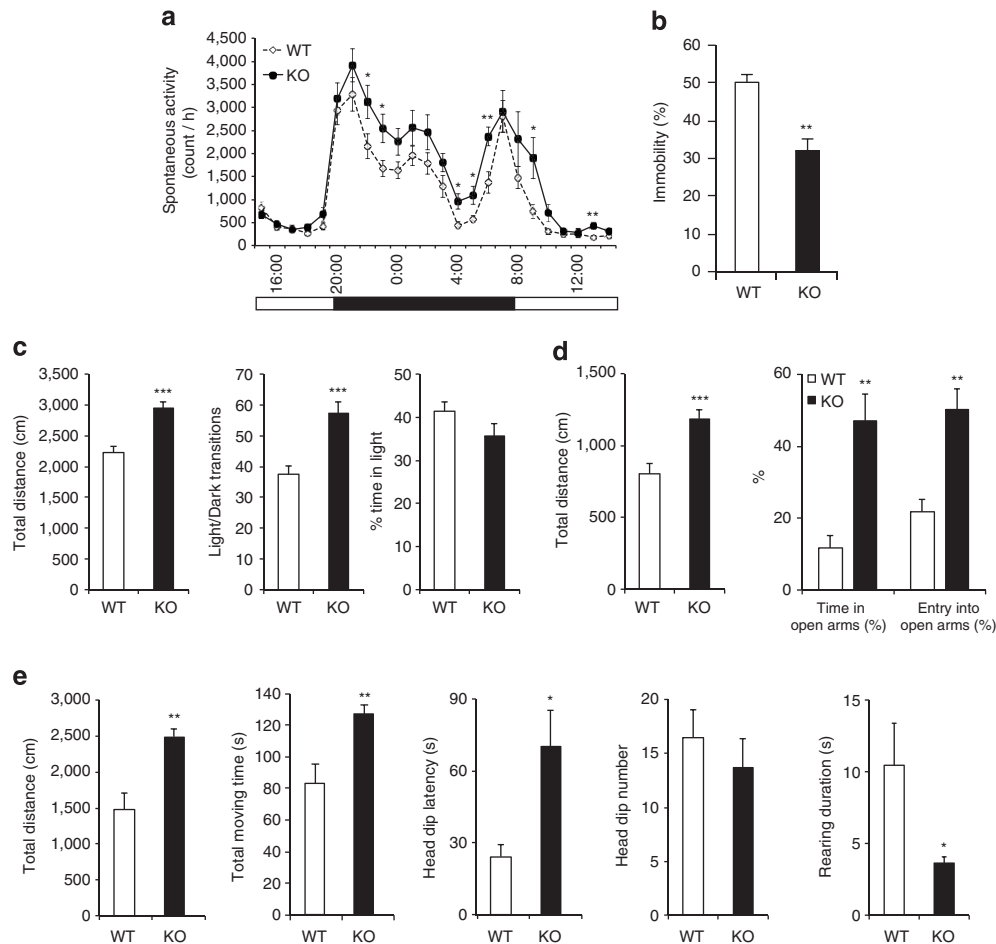 a
4,500
4,000
3,500
3,000
2,500
2,000
1,500
1,000
500
0
Spontaneous activity
(count / h)
WT
KO
*
*
*
*
**
*
**
16:00
20:00
0:00
4:00
8:00
12:00
b
60
50
40
30
20
10
0
Immobility (%)
**
WT
KO
c
3,500
3,000
2,500
2,000
1,500
1,000
500
0
Total distance (cm)
***
WT
KO
70
60
50
40
30
20
10
0
Light/Dark transitions
***
WT
KO
50
40
30
20
10
0
% time in light
WT
KO
d
1,500
1,000
500
0
Total distance (cm)
***
WT
KO
60
40
20
0
%
WT
KO
**
**
Time in
open arms (%)
Entry into
open arms (%)
e
3,000
2,500
2,000
1,500
1,000
500
0
Total distance (cm)
**
WT
KO
140
120
100
80
60
40
20
0
Total moving time (s)
**
WT
KO
90
60
30
0
Head dip latency (s)
*
WT
KO
20
15
10
5
0
Head dip number
WT
KO
15
10
5
0
Rearing duration (s)
*
WT
KO